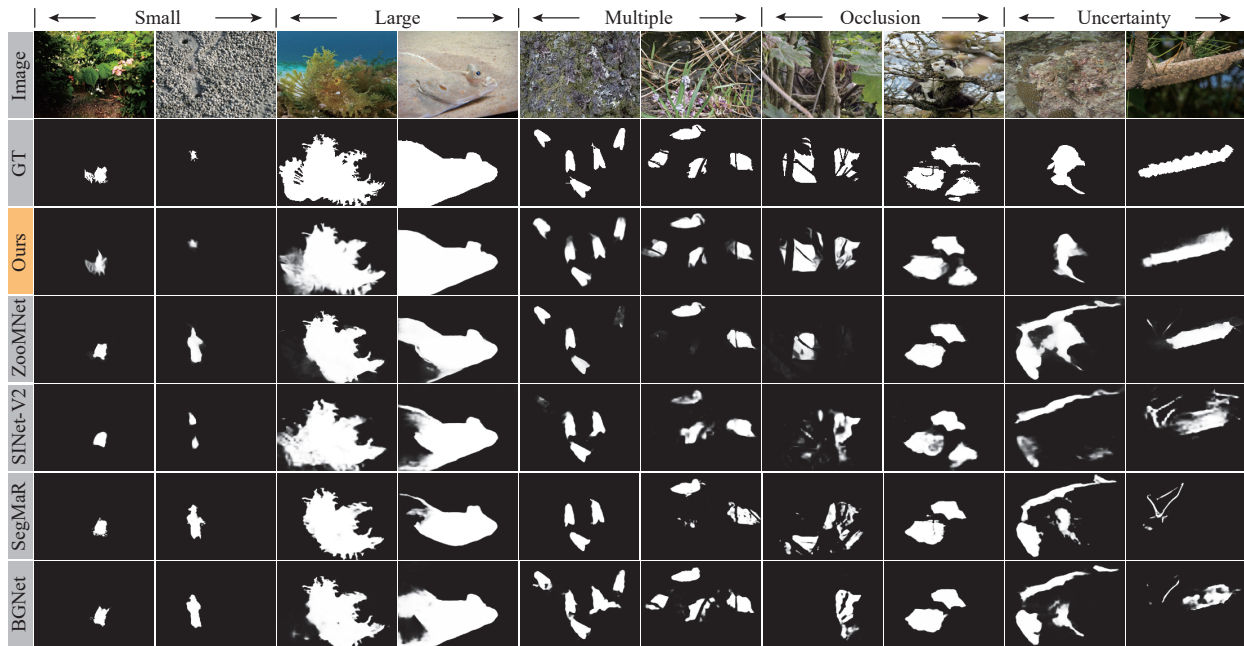 Small Large Multiple Occlusion Uncertainty
Image
GT
Ours
ZooMNet
SINet-V2
SegMaR
BGNet